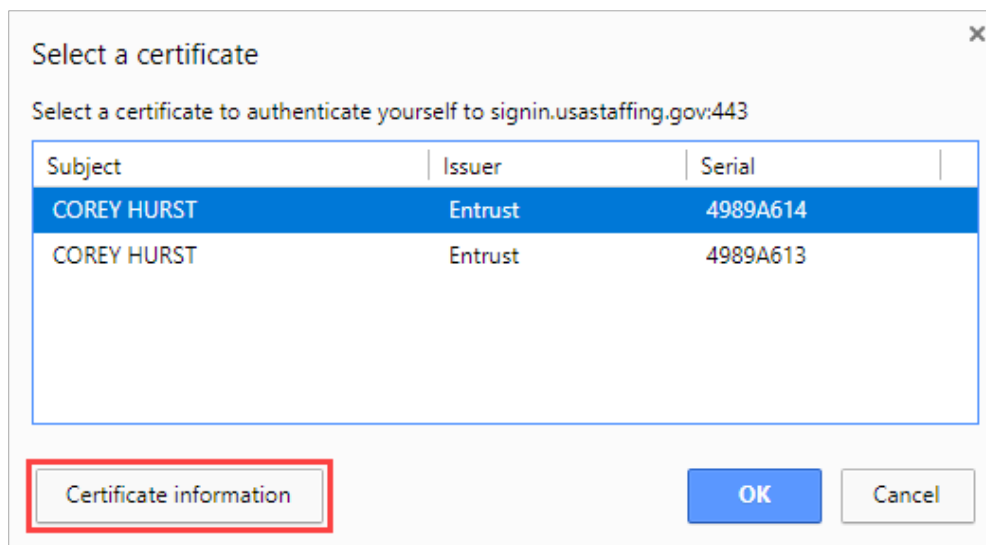 Select a certificate
Select a certificate to authenticate yourself to signin.usastaffing.gov:443
Subject Issuer Serial
COREY HURST Entrust 4989A614
COREY HURST Entrust 4989A613
Certificate information OK Cancel